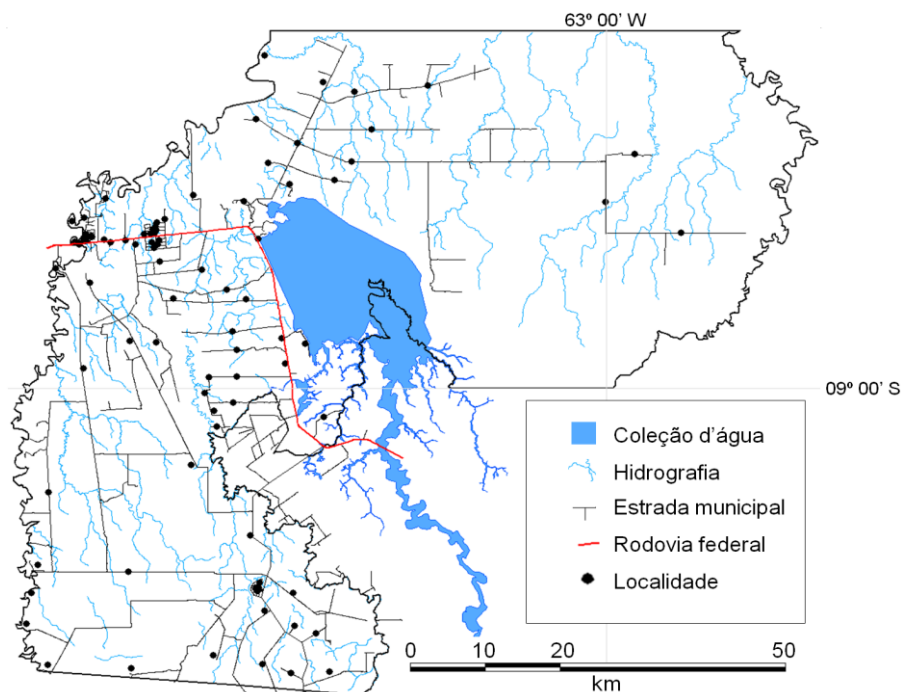 63º 00' W
09º 00' S
Coleção d'água
Hidrografia
Estrada municipal
Rodovia federal
Localidade
0 10 20 50
km